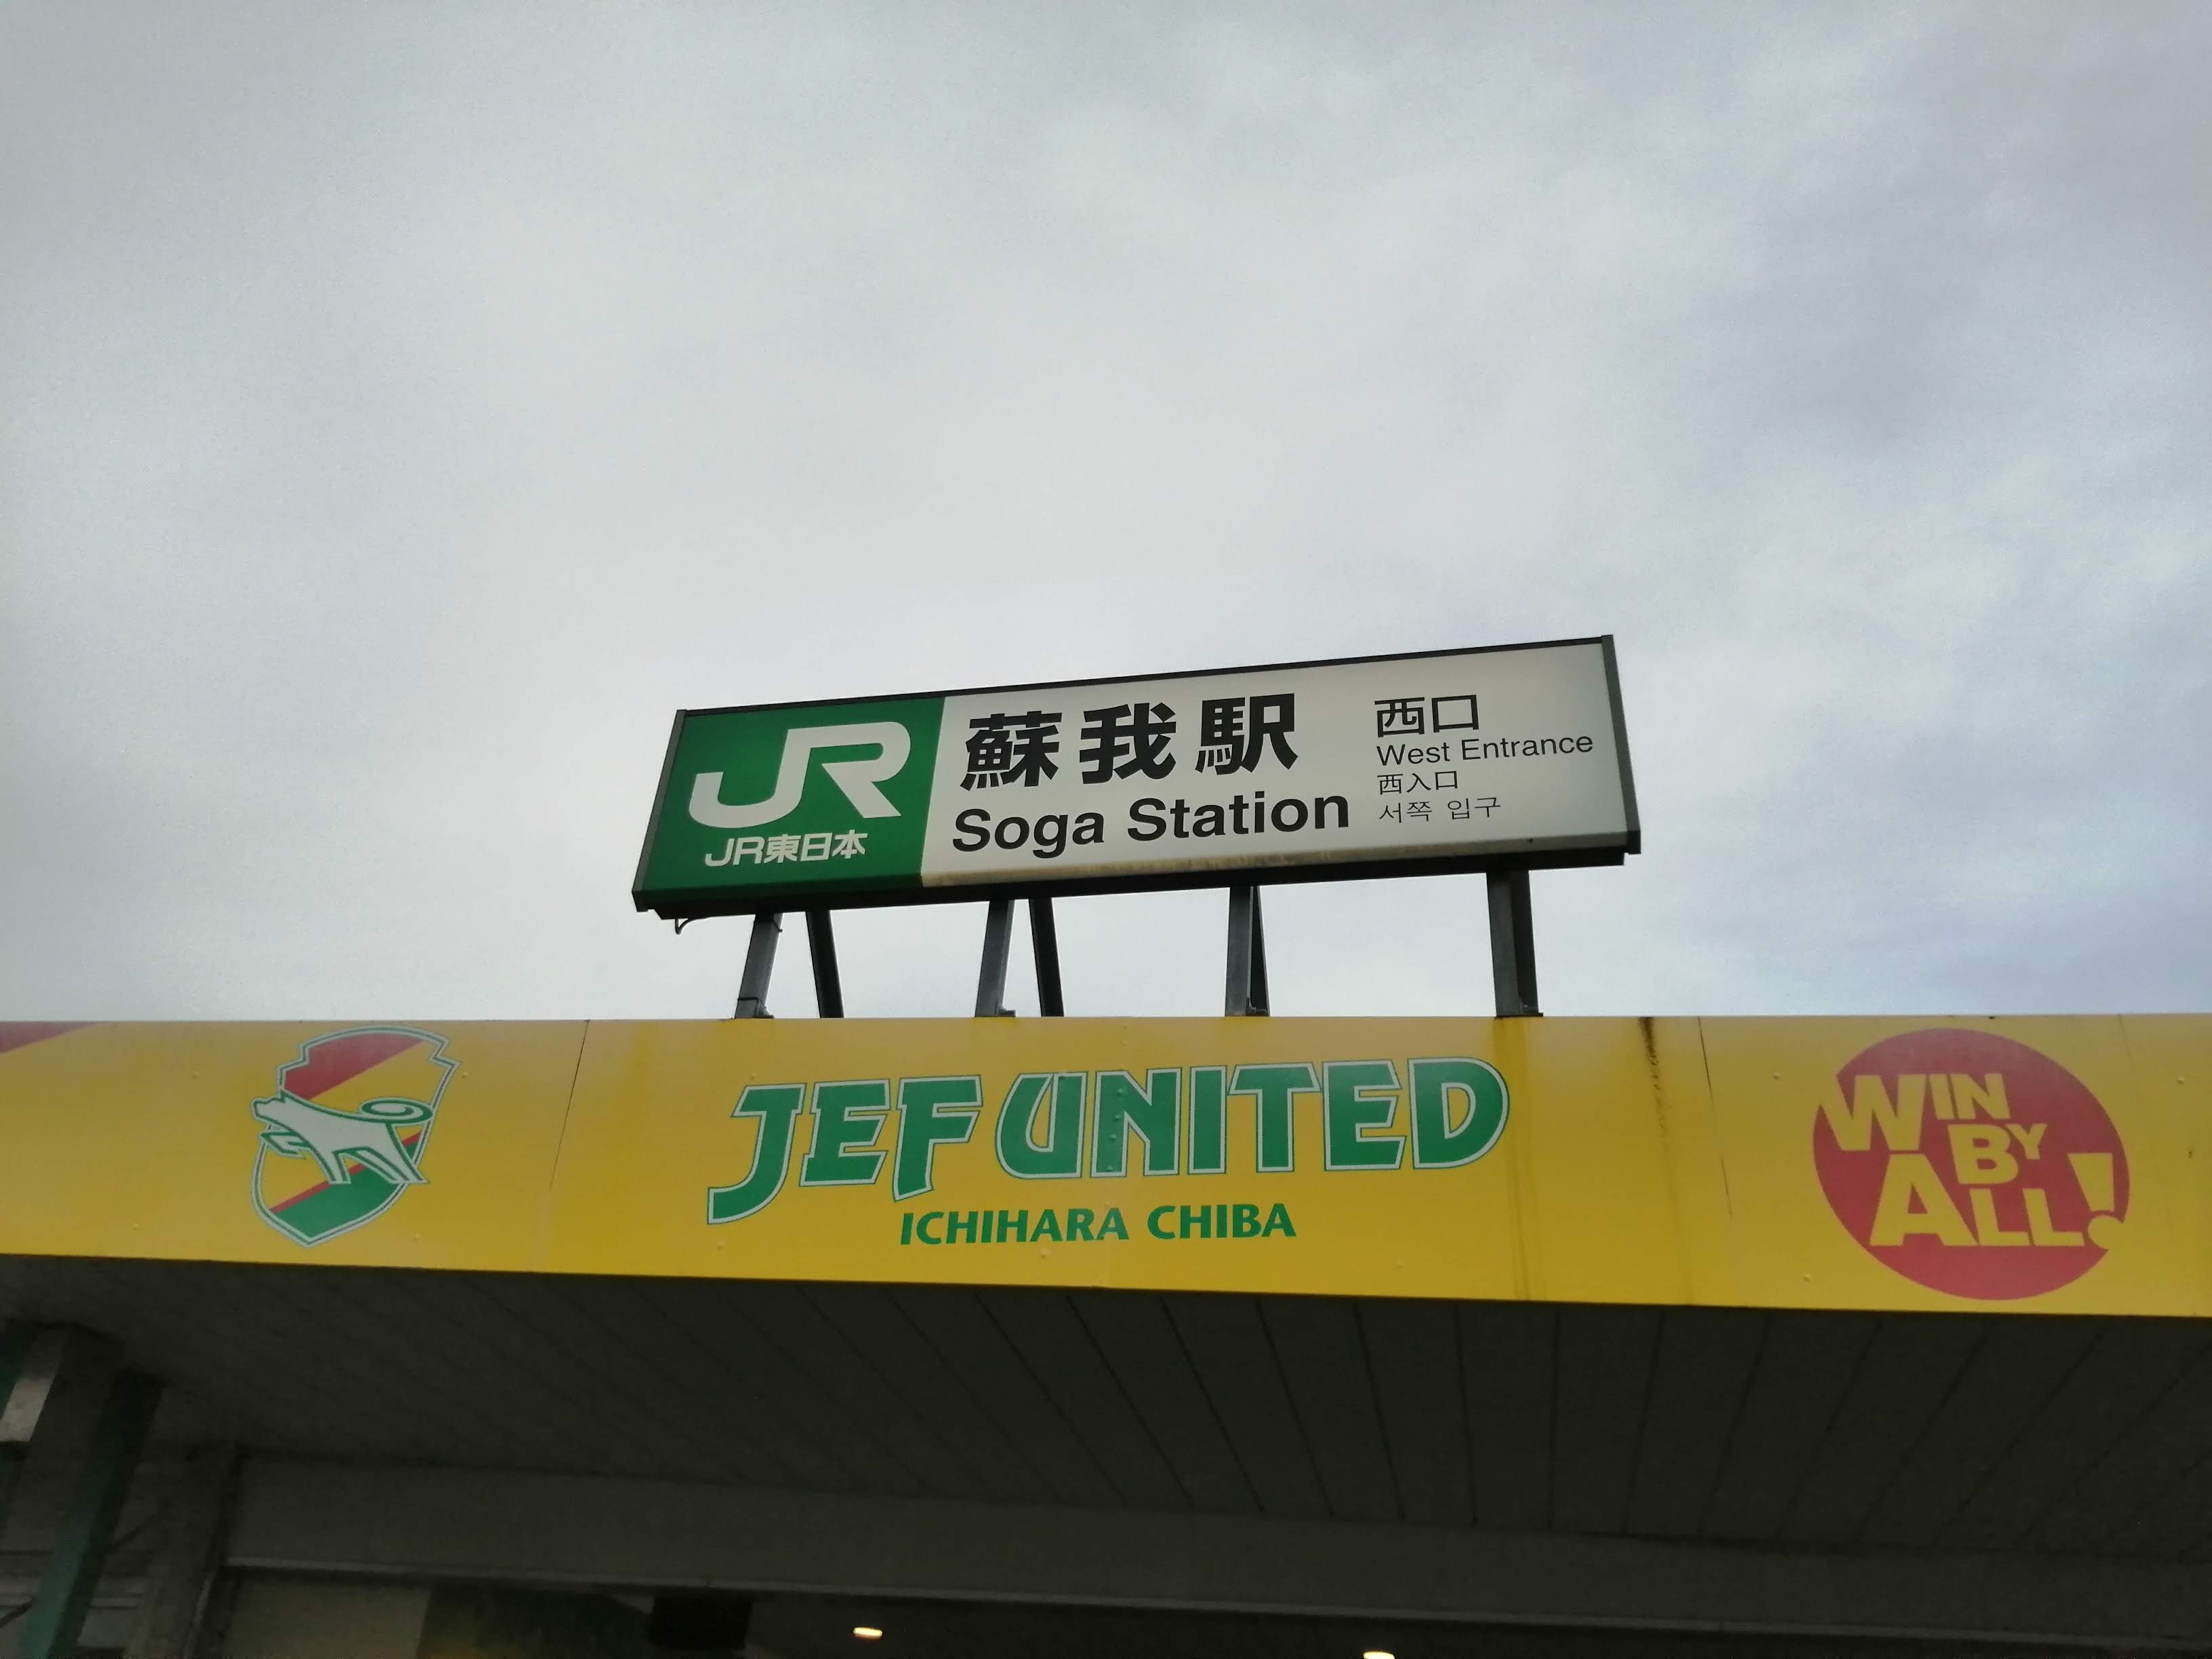 JR
JR東日本
蘇我駅
Soga Station
西口
West Entrance
西入口
서쪽 입구
JEF UNITED
ICHIHARA CHIBA
WIN
BY
ALL!